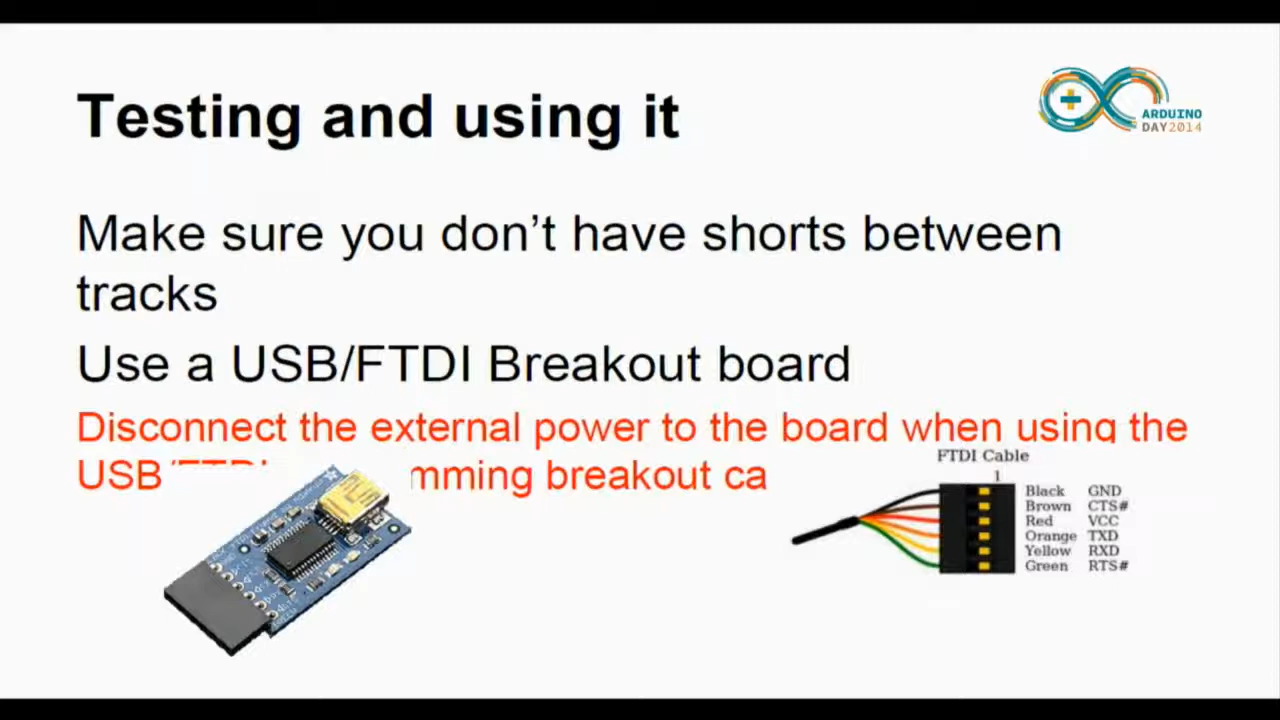 Testing and using it
ARDUINO
DAY2014
Make sure you don't have shorts between
tracks
Use a USB/FTDI Breakout board
Disconnect the external power to the board when using the
USB mming breakout ca
FTDI Cable
1
Black GND
Brown CTS#
Red VCC
Orange TXD
Yellow RXD
Green RTS#